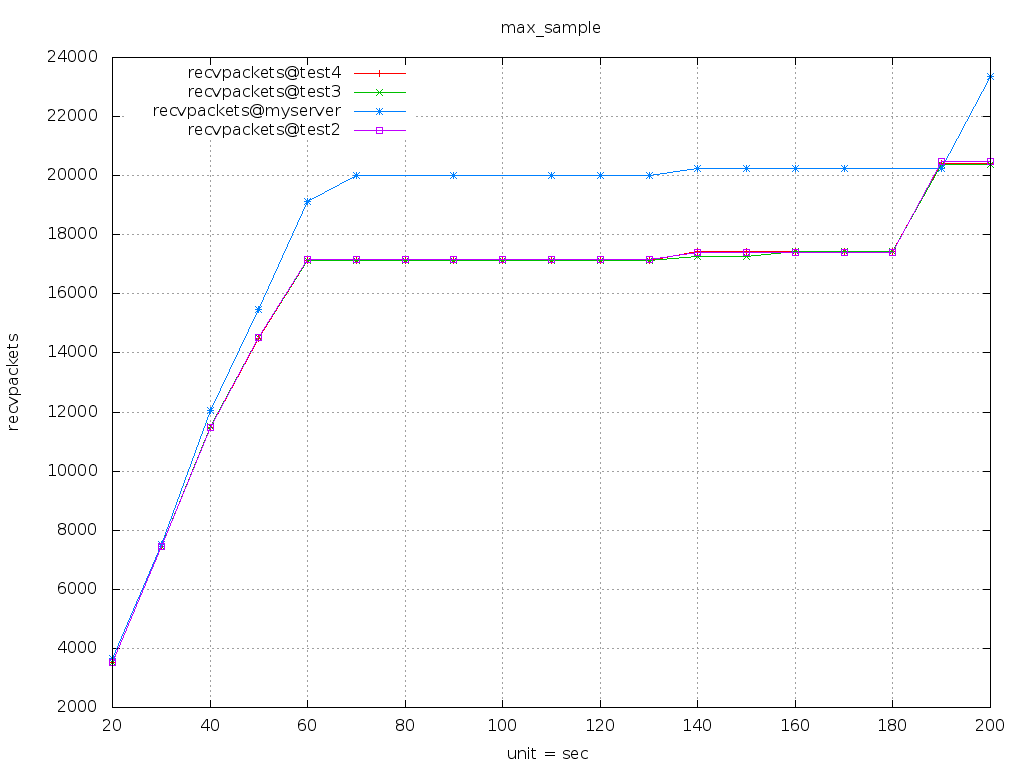 max_sample
recvpackets@test4
recvpackets@test3
recvpackets@myserver
recvpackets@test2
24000
22000
20000
18000
16000
14000
12000
10000
8000
6000
4000
2000
recvpackets
20 40 60 80 100 120 140 160 180 200
unit = sec